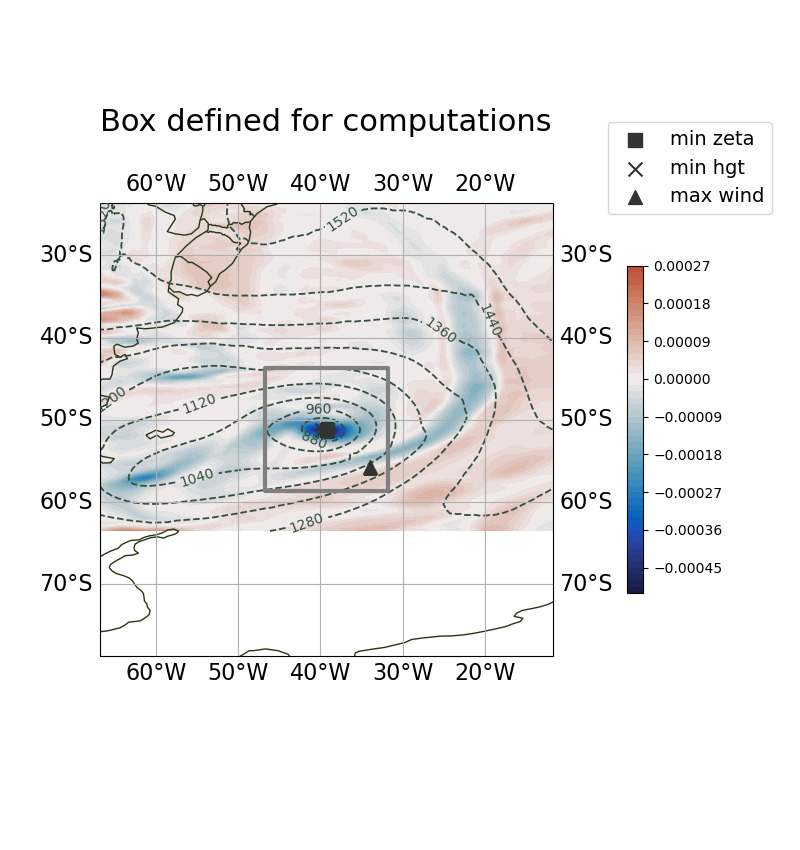 Box defined for computations
min zeta
min hgt
max wind
60°W 50°W 40°W 30°W 20°W
30°S 30°S
40°S 40°S
50°S 50°S
60°S 60°S
70°S 70°S
60°W 50°W 40°W 30°W 20°W
1520
1440
1360
1120
960
880
1040
1280
0.00027
0.00018
0.00009
0.00000
−0.00009
−0.00018
−0.00027
−0.00036
−0.00045